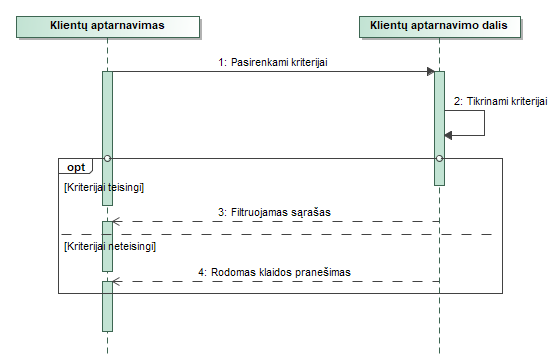 Klientų aptarnavimas
Klientų aptarnavimo dalis
1: Pasirenkami kriterijai
2: Tikrinami kriterijai
opt
[Kriterijai teisingi]
3: Filtruojamas sąrašas
[Kriterijai neteisingi]
4: Rodomas klaidos pranešimas